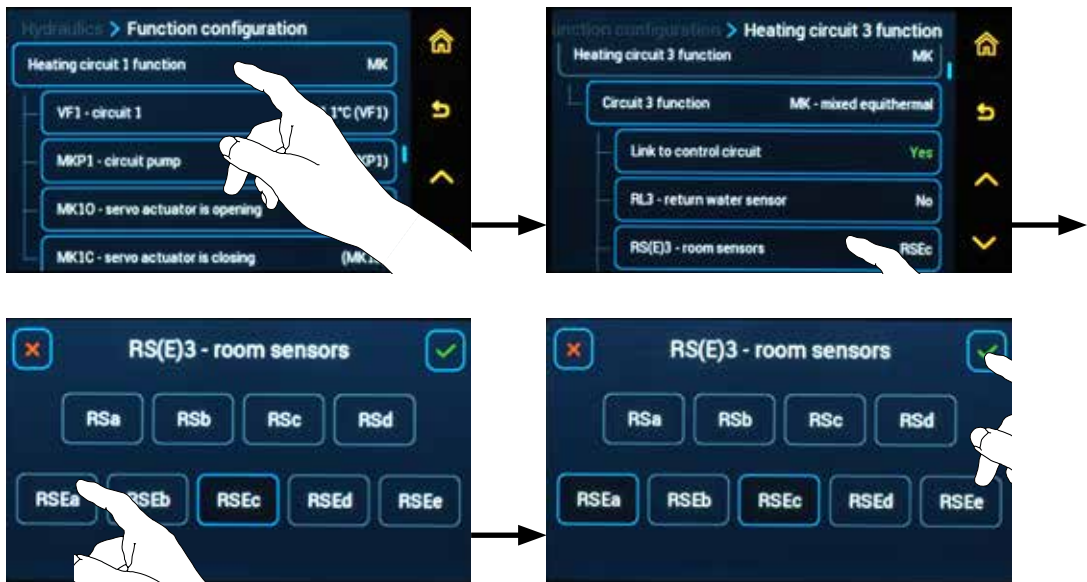 Hydraulics > Function configuration
Heating circuit 1 function MK
VF1 - circuit 1 1°C (VF1)
MKP1 - circuit pump KP1)
MK1O - servo actuator is opening
MK1C - servo actuator is closing (MK1
unction configuration > Heating circuit 3 function
Heating circuit 3 function MK
Circuit 3 function MK - mixed equithermal
Link to control circuit Yes
RL3 - return water sensor No
RS(E)3 - room sensors RSEc
RS(E)3 - room sensors
RSa RSb RSc RSd
RSEa RSEb RSEc RSEd RSEe
RS(E)3 - room sensors
RSa RSb RSc RSd
RSEa RSEb RSEc RSEd RSEe